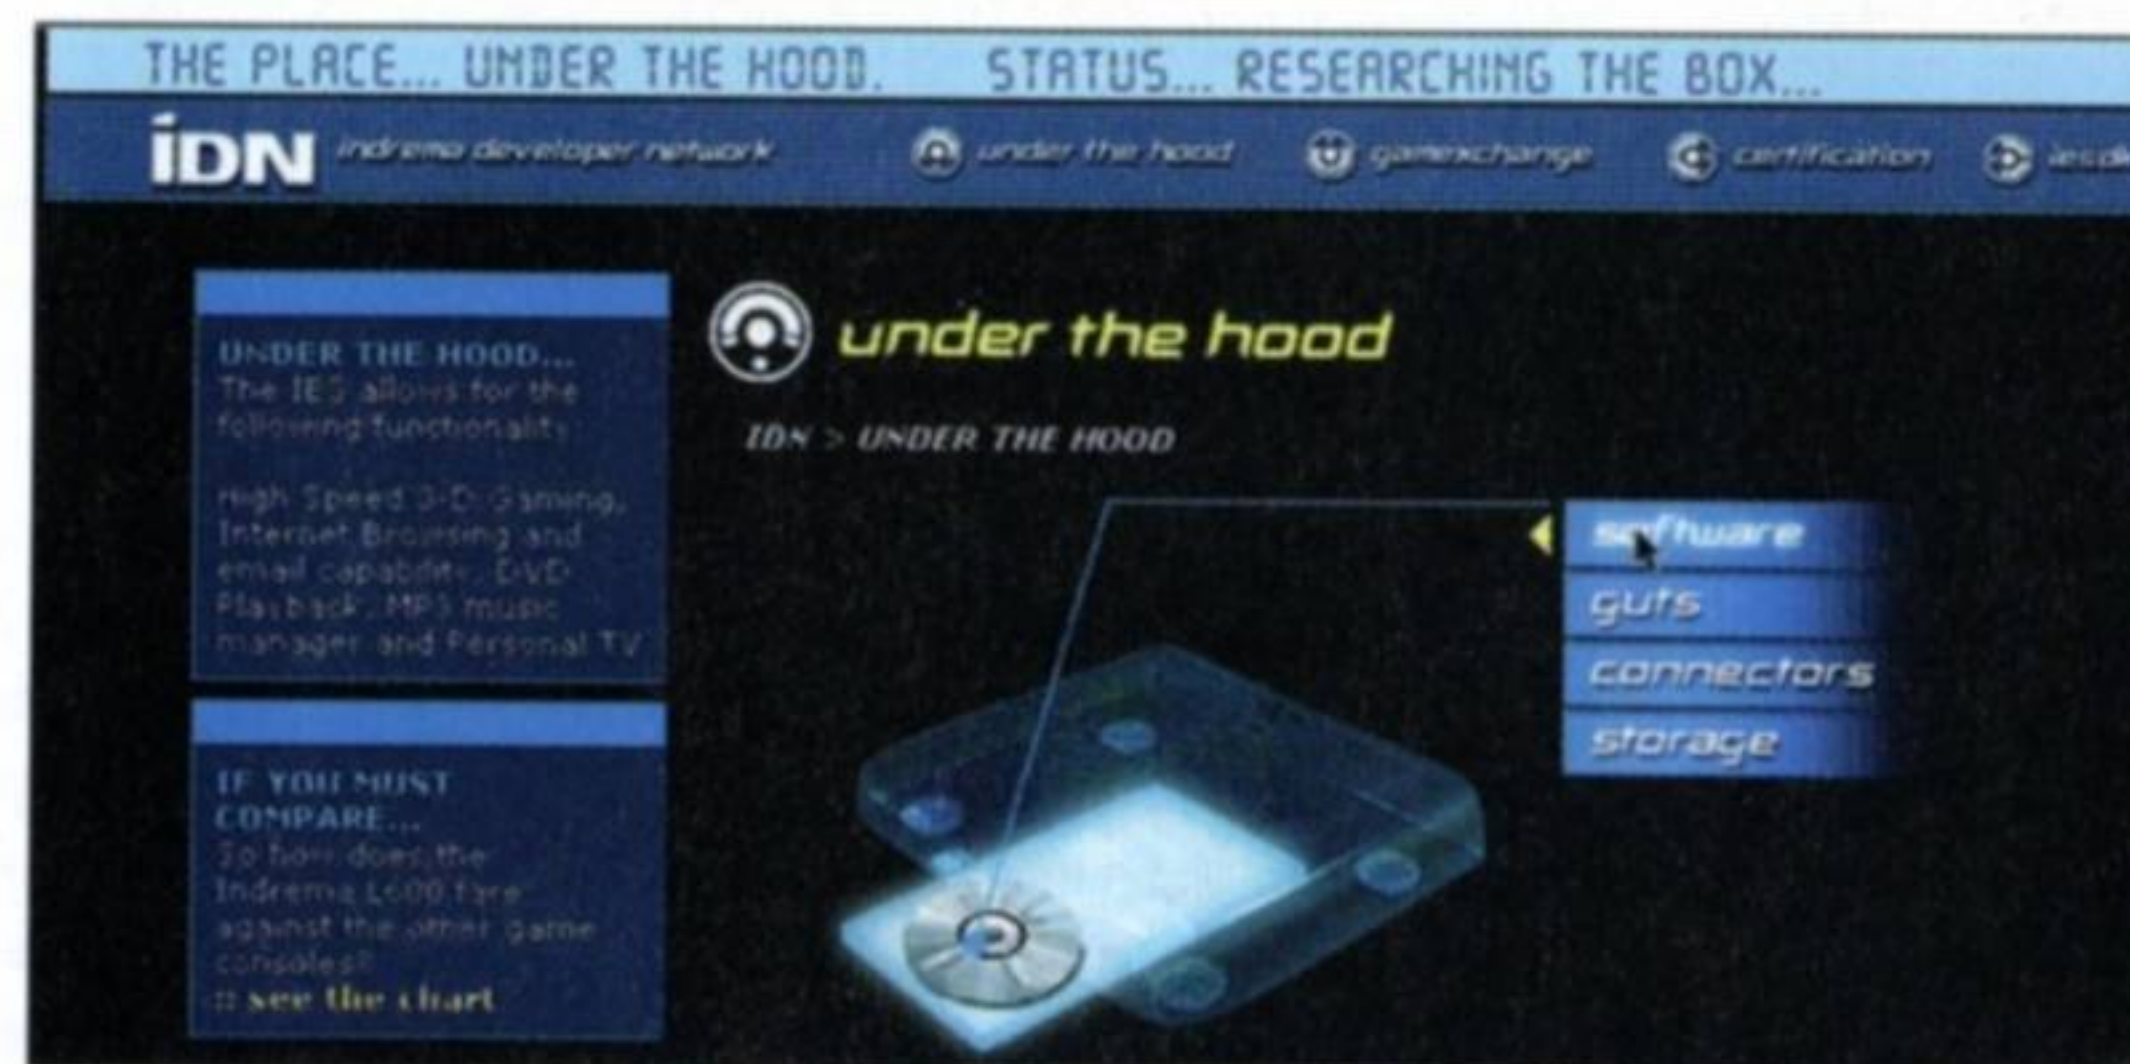 THE PLACE... UNDER THE HOOD. STATUS... RESEARCHING THE BOX...
iDN indrema developer network under the hood gamexchange certification iesdk
UNDER THE HOOD...
The IES allows for the
following functionality:
High Speed 3-D Gaming,
Internet Browsing and
email capability, DVD
Playback, MP3 music
manager and Personal TV
IF YOU MUST
COMPARE...
So how does the
Indrema L600 fare
against the other game
consoles?
:: see the chart
under the hood
IDN > UNDER THE HOOD
software
guts
connectors
storage